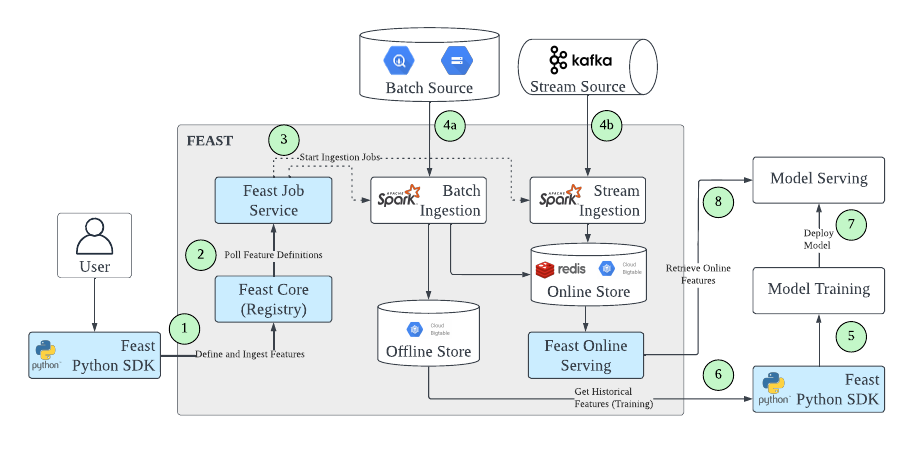 kafka
Batch Source
Stream Source
4a
4b
FEAST
3
Start Ingestion Jobs
Feast Job
Service
APACHE
Spark
Batch
Ingestion
APACHE
Spark
Stream
Ingestion
Model Serving
8
7
User
2
Poll Feature Definitions
Deploy
Model
Feast Core
(Registry)
redis
Cloud
Bigtable
Online Store
Retrieve Online
Features
Model Training
1
Cloud
Bigtable
Offline Store
5
python
Feast
Python SDK
Define and Ingest Features
Feast Online
Serving
6
Get Historical
Features (Training)
python
Feast
Python SDK